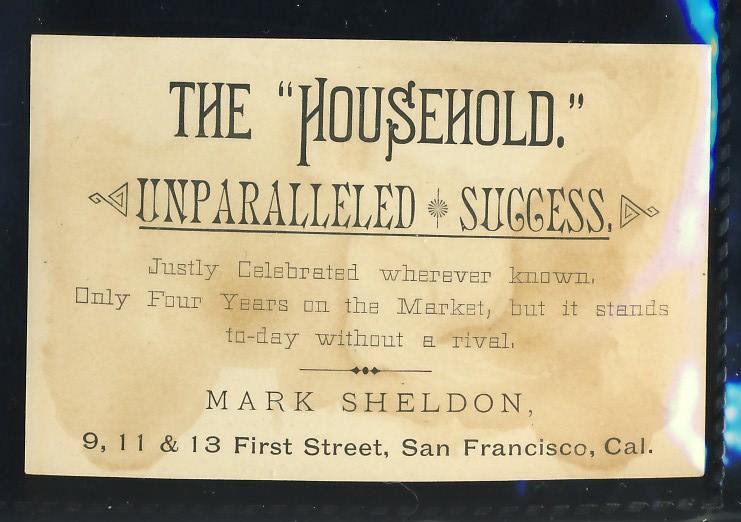 THE "HOUSEHOLD."
UNPARALLELED SUCCESS.
Justly Celebrated wherever known.
Only Four Years on the Market, but it stands
to-day without a rival.
MARK SHELDON,
9, 11 & 13 First Street, San Francisco, Cal.